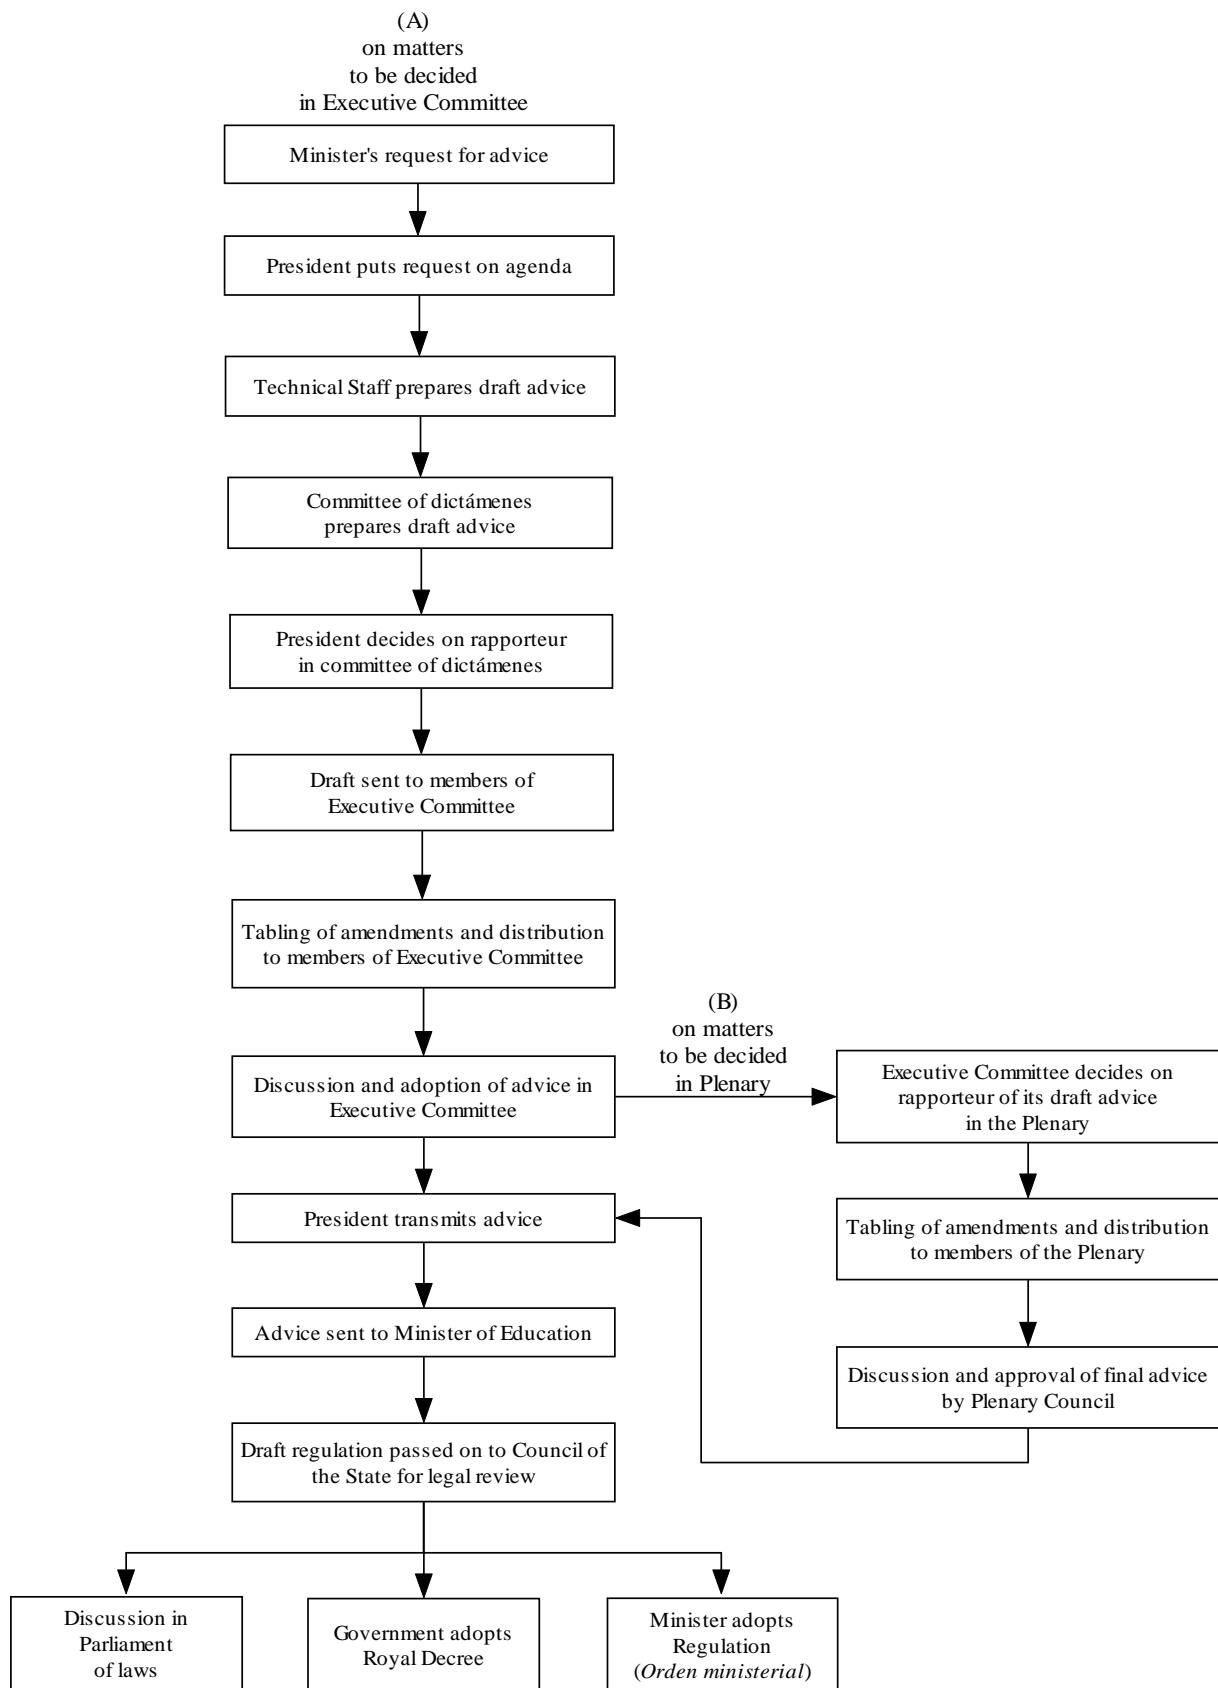 (A)
on matters
to be decided
in Executive Committee
Minister's request for advice
President puts request on agenda
Technical Staff prepares draft advice
Committee of dictámenes
prepares draft advice
President decides on rapporteur
in committee of dictámenes
Draft sent to members of
Executive Committee
Tabling of amendments and distribution
to members of Executive Committee
Discussion and adoption of advice in
Executive Committee
(B)
on matters
to be decided
in Plenary
Executive Committee decides on
rapporteur of its draft advice
in the Plenary
Tabling of amendments and distribution
to members of the Plenary
Discussion and approval of final advice
by Plenary Council
President transmits advice
Advice sent to Minister of Education
Draft regulation passed on to Council of
the State for legal review
Discussion in
Parliament
of laws
Government adopts
Royal Decree
Minister adopts
Regulation
(Orden ministerial)